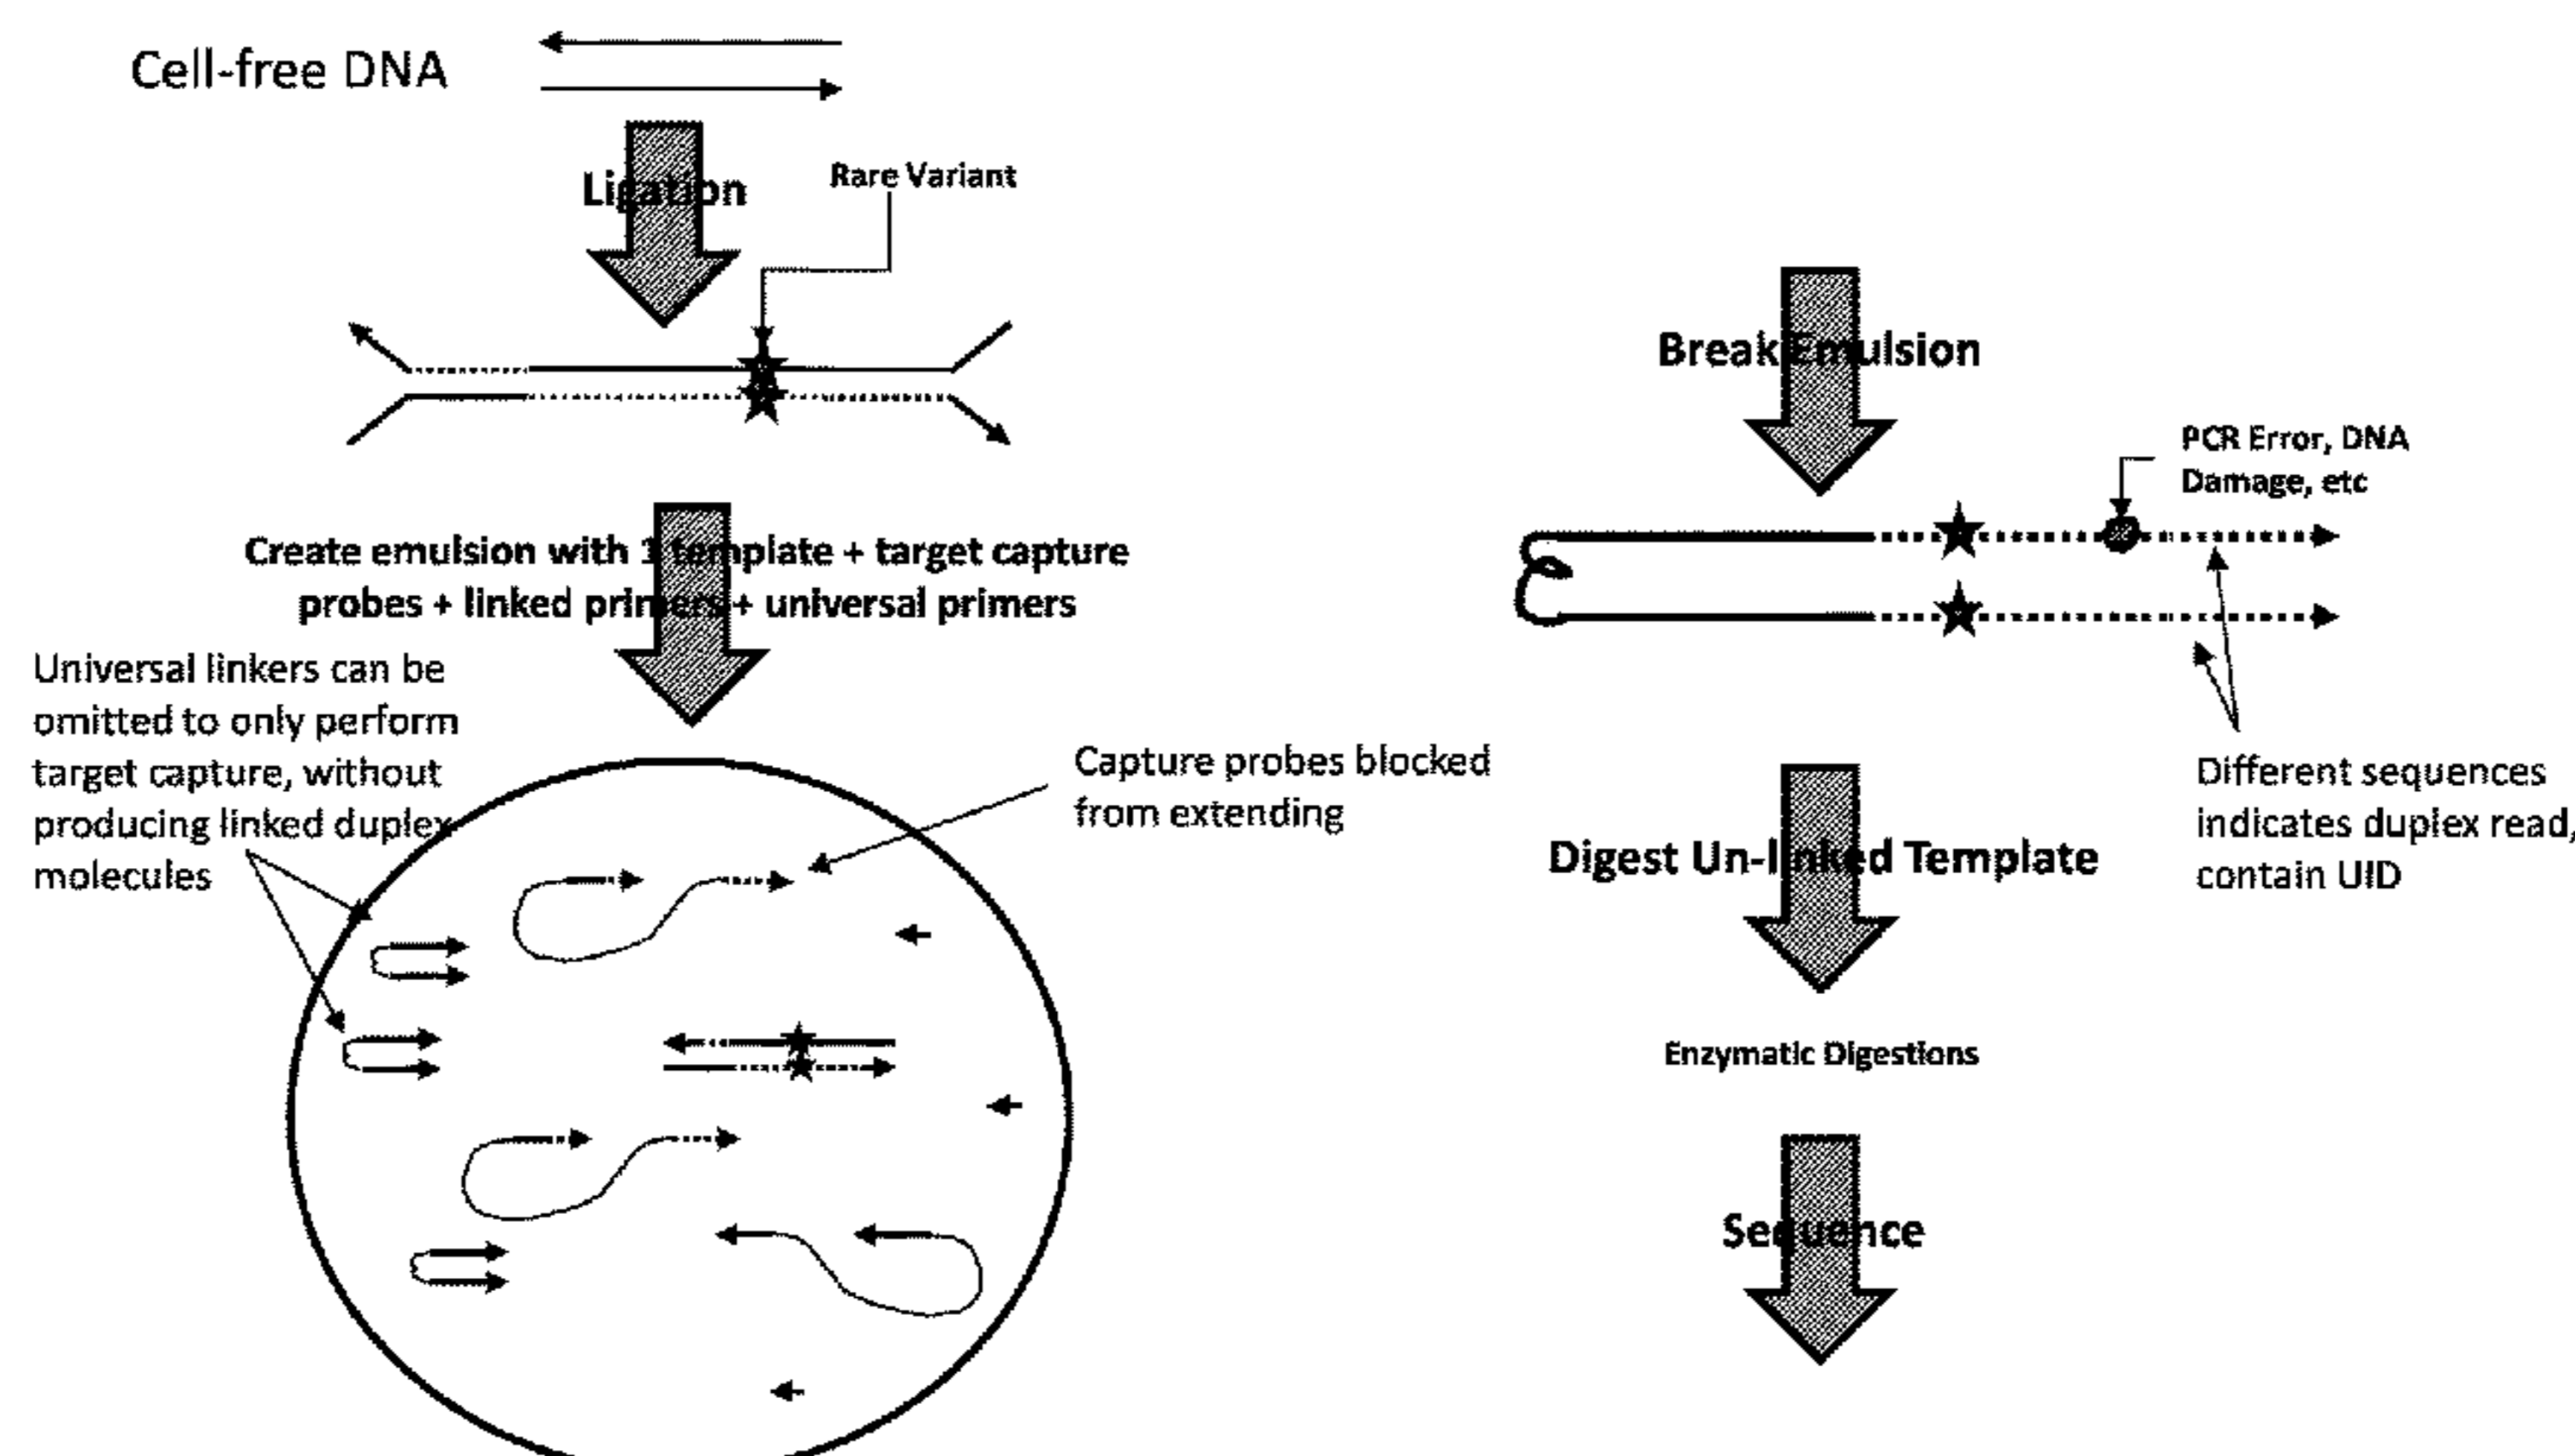 Cell-free DNA
Ligation
Rare Variant
Create emulsion with 1 template + target capture
probes + linked primers + universal primers
Universal linkers can be
omitted to only perform
target capture, without
producing linked duplex
molecules
Capture probes blocked
from extending
Break Emulsion
PCR Error, DNA
Damage, etc
Different sequences
indicates duplex read,
contain UID
Digest Un-linked Template
Enzymatic Digestions
Sequence